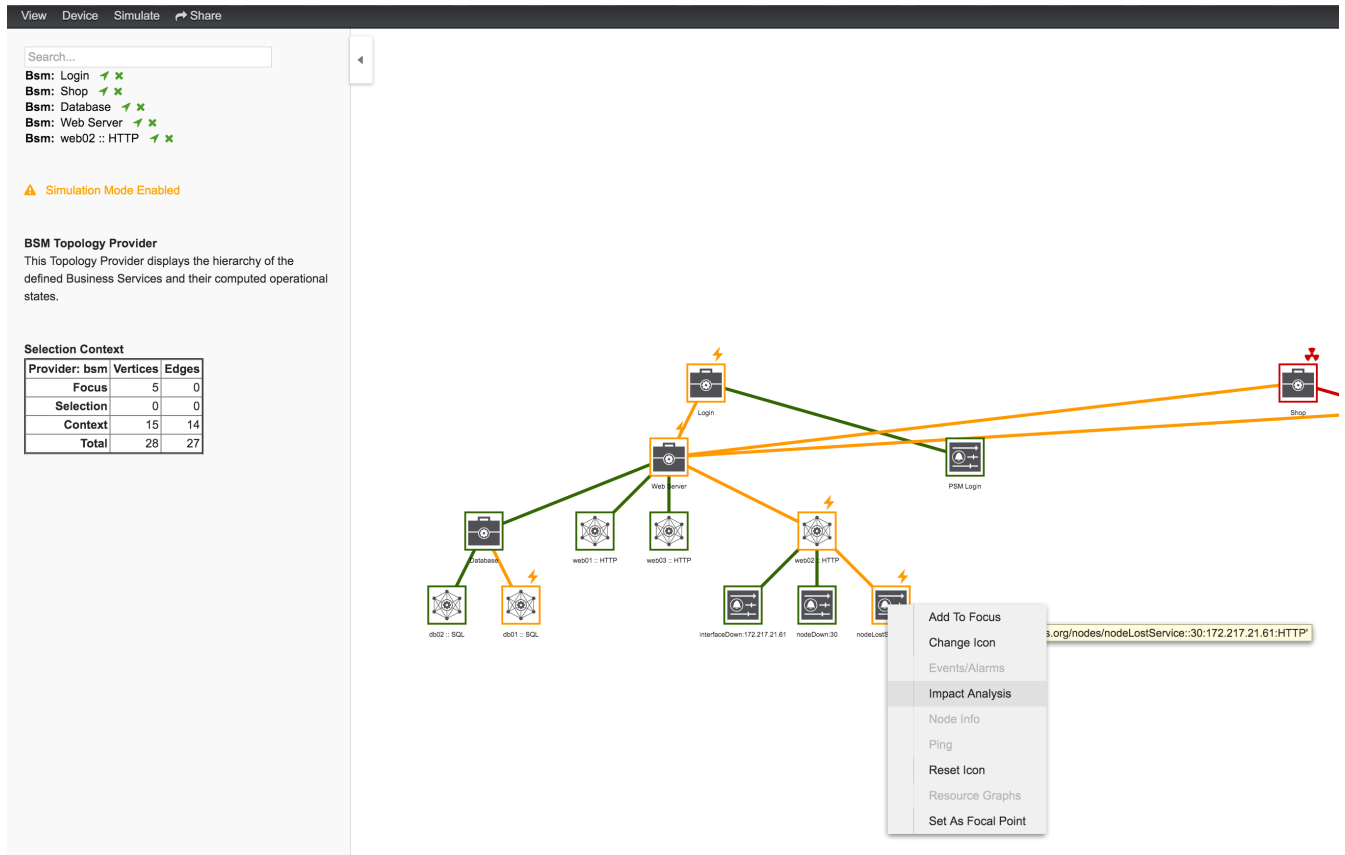 View Device Simulate Share
Search...
Bsm: Login
Bsm: Shop
Bsm: Database
Bsm: Web Server
Bsm: web02 :: HTTP
Simulation Mode Enabled
BSM Topology Provider
This Topology Provider displays the hierarchy of the
defined Business Services and their computed operational
states.
Selection Context
Provider: bsm Vertices Edges
Focus 5 0
Selection 0 0
Context 15 14
Total 28 27
Login
Shop
Web Server
PSM Login
Database
web01 :: HTTP
web03 :: HTTP
web02 :: HTTP
db02 :: SQL
db01 :: SQL
interfaceDown:172.217.21.61
nodeDown:30
nodeLostS
s.org/nodes/nodeLostService::30:172.217.21.61:HTTP'
Add To Focus
Change Icon
Events/Alarms
Impact Analysis
Node Info
Ping
Reset Icon
Resource Graphs
Set As Focal Point